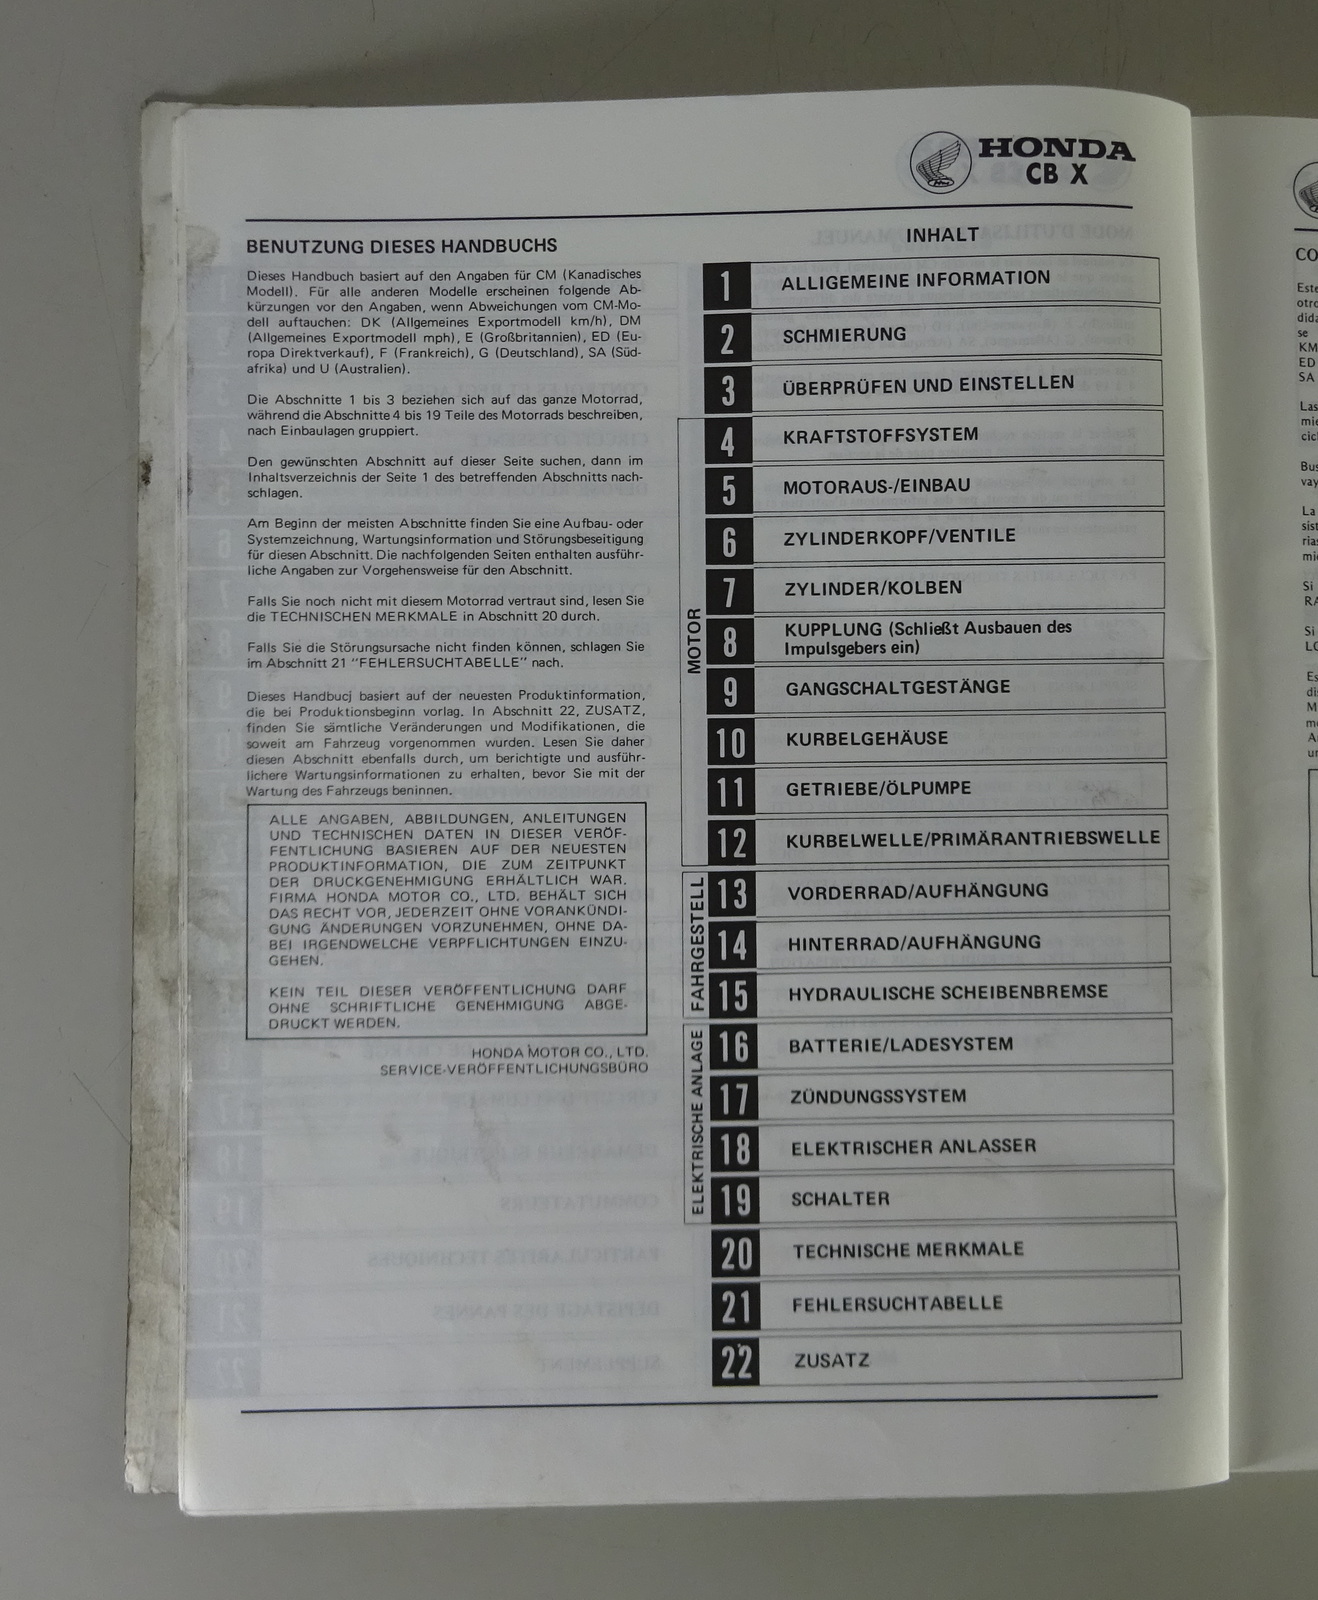 HONDA
CB X
BENUTZUNG DIESES HANDBUCHS
Dieses Handbuch basiert auf den Angaben für CM (Kanadisches
Modell). Für alle anderen Modelle erscheinen folgende Ab-
kürzungen vor den Angaben, wenn Abweichungen vom CM-Mo-
dell auftauchen: DK (Allgemeines Exportmodell km/h), DM
(Allgemeines Exportmodell mph), E (Großbritannien), ED (Eu-
ropa Direktverkauf), F (Frankreich), G (Deutschland), SA (Süd-
afrika) und U (Australien).
Die Abschnitte 1 bis 3 beziehen sich auf das ganze Motorrad,
während die Abschnitte 4 bis 19 Teile des Motorrads beschreiben,
nach Einbaulagen gruppiert.
Den gewünschten Abschnitt auf dieser Seite suchen, dann im
Inhaltsverzeichnis der Seite 1 des betreffenden Abschnitts nach-
schlagen.
Am Beginn der meisten Abschnitte finden Sie eine Aufbau- oder
Systemzeichnung, Wartungsinformation und Störungsbeseitigung
für diesen Abschnitt. Die nachfolgenden Seiten enthalten ausführ-
liche Angaben zur Vorgehensweise für den Abschnitt.
Falls Sie noch nicht mit diesem Motorrad vertraut sind, lesen Sie
die TECHNISCHEN MERKMALE in Abschnitt 20 durch.
Falls Sie die Störungsursache nicht finden können, schlagen Sie
im Abschnitt 21 "FEHLERSUCHTABELLE" nach.
Dieses Handbucj basiert auf der neuesten Produktinformation,
die bei Produktionsbeginn vorlag. In Abschnitt 22, ZUSATZ,
finden Sie sämtliche Veränderungen und Modifikationen, die
soweit am Fahrzeug vorgenommen wurden. Lesen Sie daher
diesen Abschnitt ebenfalls durch, um berichtigte und ausführ-
lichere Wartungsinformationen zu erhalten, bevor Sie mit der
Wartung des Fahrzeugs beninnen.
ALLE ANGABEN, ABBILDUNGEN, ANLEITUNGEN
UND TECHNISCHEN DATEN IN DIESER VERÖF-
FENTLICHUNG BASIEREN AUF DER NEUESTEN
PRODUKTINFORMATION, DIE ZUM ZEITPUNKT
DER DRUCKGENEHMIGUNG ERHÄLTLICH WAR.
FIRMA HONDA MOTOR CO., LTD. BEHÄLT SICH
DAS RECHT VOR, JEDERZEIT OHNE VORANKÜNDI-
GUNG ÄNDERUNGEN VORZUNEHMEN, OHNE DA-
BEI IRGENDWELCHE VERPFLICHTUNGEN EINZU-
GEHEN.
KEIN TEIL DIESER VERÖFFENTLICHUNG DARF
OHNE SCHRIFTLICHE GENEHMIGUNG ABGE-
DRUCKT WERDEN.
HONDA MOTOR CO., LTD.
SERVICE-VERÖFFENTLICHUNGSBÜRO
INHALT
1 ALLIGEMEINE INFORMATION
2 SCHMIERUNG
3 ÜBERPRÜFEN UND EINSTELLEN
MOTOR
4 KRAFTSTOFFSYSTEM
5 MOTORAUS-/EINBAU
6 ZYLINDERKOPF/VENTILE
7 ZYLINDER/KOLBEN
8 KUPPLUNG (Schließt Ausbauen des
Impulsgebers ein)
9 GANGSCHALTGESTÄNGE
10 KURBELGEHÄUSE
11 GETRIEBE/ÖLPUMPE
12 KURBELWELLE/PRIMÄRANTRIEBSWELLE
FAHRGESTELL
13 VORDERRAD/AUFHÄNGUNG
14 HINTERRAD/AUFHÄNGUNG
15 HYDRAULISCHE SCHEIBENBREMSE
ELEKTRISCHE ANLAGE
16 BATTERIE/LADESYSTEM
17 ZÜNDUNGSSYSTEM
18 ELEKTRISCHER ANLASSER
19 SCHALTER
20 TECHNISCHE MERKMALE
21 FEHLERSUCHTABELLE
22 ZUSATZ